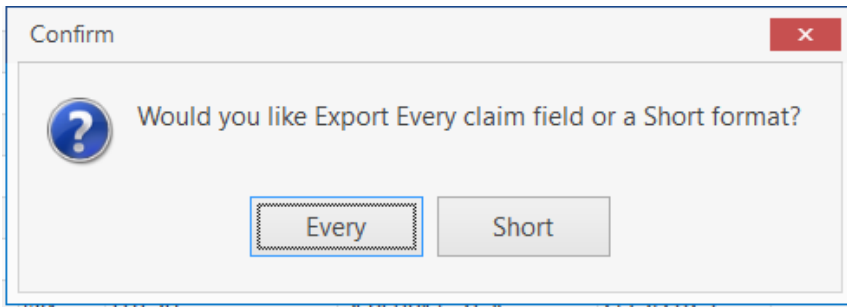 Confirm
Would you like Export Every claim field or a Short format?
Every
Short